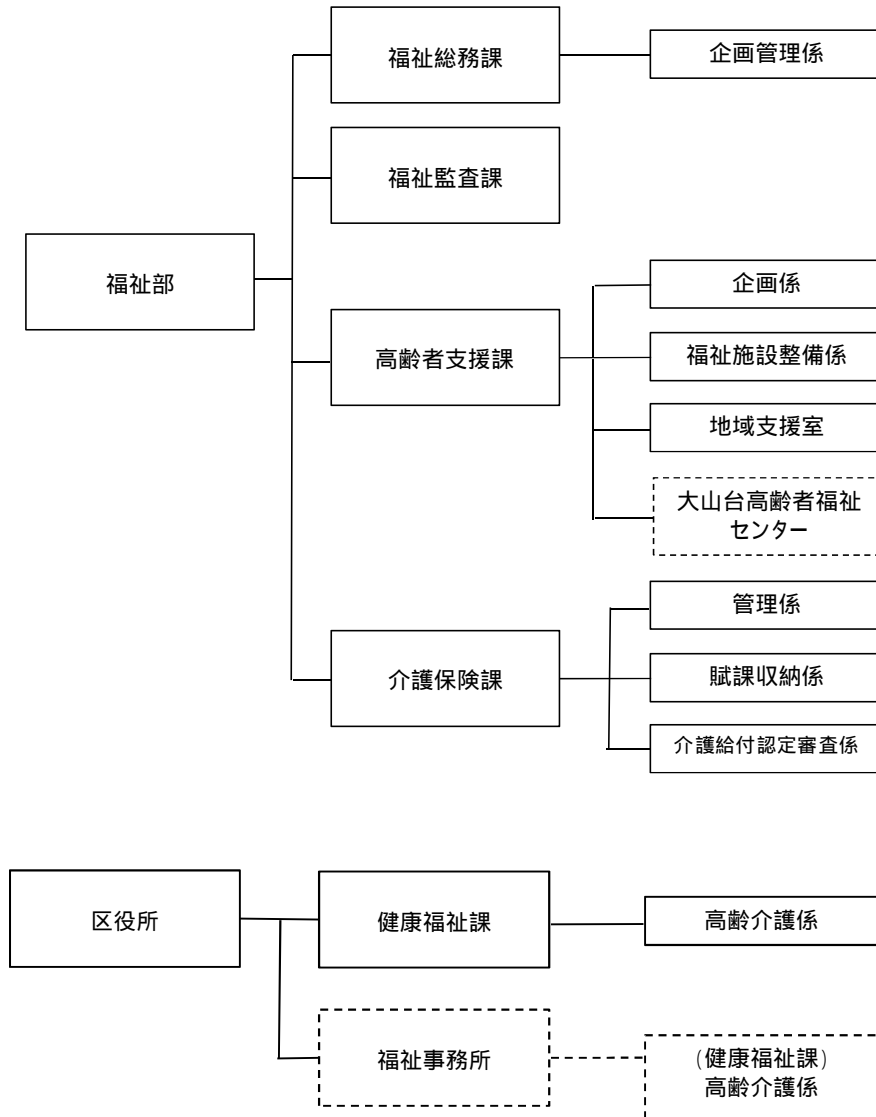 福祉総務課
企画管理係
福祉監査課
福祉部
高齢者支援課
企画係
福祉施設整備係
地域支援室
大山台高齢者福祉
センター
介護保険課
管理係
賦課収納係
介護給付認定審査係
区役所
健康福祉課
高齢介護係
福祉事務所
(健康福祉課)
高齢介護係